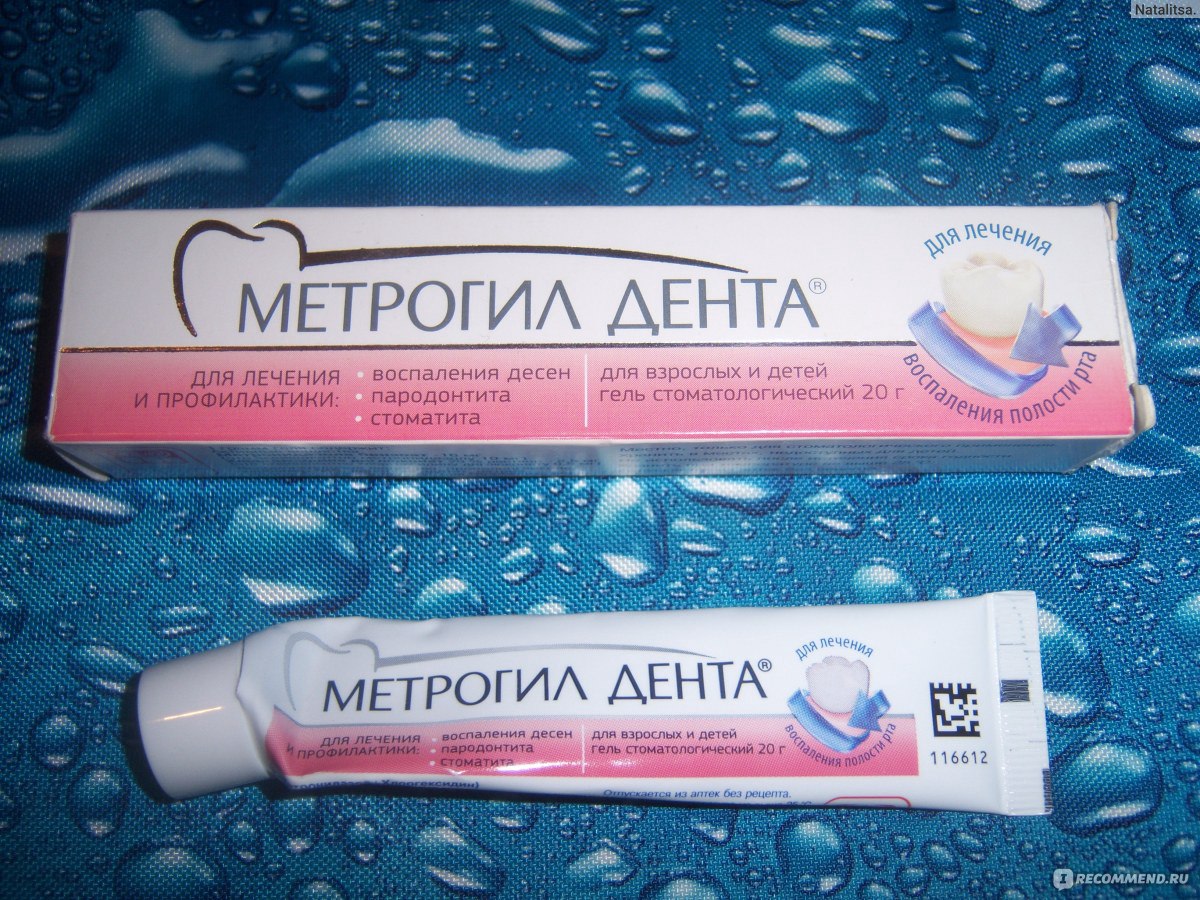 Natalitsa.
МЕТРОГИЛ ДЕНТА®
для лечения
воспаления полости рта
ДЛЯ ЛЕЧЕНИЯ
И ПРОФИЛАКТИКИ:
• воспаления десен
• пародонтита
• стоматита
для взрослых и детей
гель стоматологический 20 г
МЕТРОГИЛ ДЕНТА®
для лечения
воспаления полости рта
ДЛЯ ЛЕЧЕНИЯ
И ПРОФИЛАКТИКИ:
• воспаления десен
• пародонтита
• стоматита
для взрослых и детей
гель стоматологический 20 г
116612
Хлоргексидин)
Отпускается из аптек без рецепта.
IRECOMMEND.RU